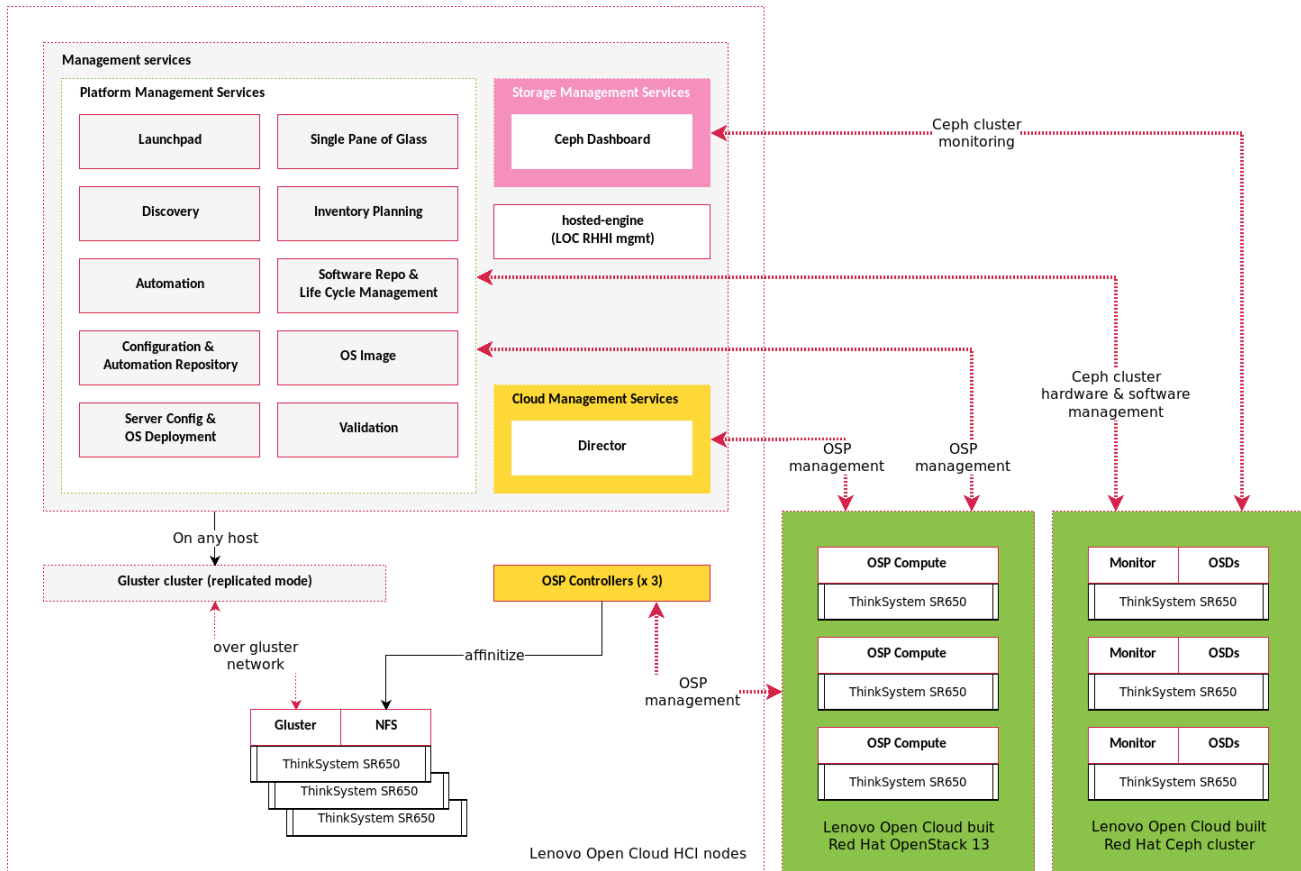 Management services
Platform Management Services
Launchpad
Single Pane of Glass
Discovery
Inventory Planning
Automation
Software Repo &
Life Cycle Management
Configuration &
Automation Repository
OS Image
Server Config &
OS Deployment
Validation
Storage Management Services
Ceph Dashboard
hosted-engine
(LOC RHHI mgmt)
Cloud Management Services
Director
Ceph cluster
monitoring
Ceph cluster
hardware & software
management
OSP
management
OSP
management
On any host
Gluster cluster (replicated mode)
OSP Controllers (x 3)
over gluster
network
affinitize
OSP
management
Gluster
NFS
ThinkSystem SR650
ThinkSystem SR650
ThinkSystem SR650
Lenovo Open Cloud HCI nodes
OSP Compute
ThinkSystem SR650
OSP Compute
ThinkSystem SR650
OSP Compute
ThinkSystem SR650
Lenovo Open Cloud buit
Red Hat OpenStack 13
Monitor
OSDs
ThinkSystem SR650
Monitor
OSDs
ThinkSystem SR650
Monitor
OSDs
ThinkSystem SR650
Lenovo Open Cloud built
Red Hat Ceph cluster